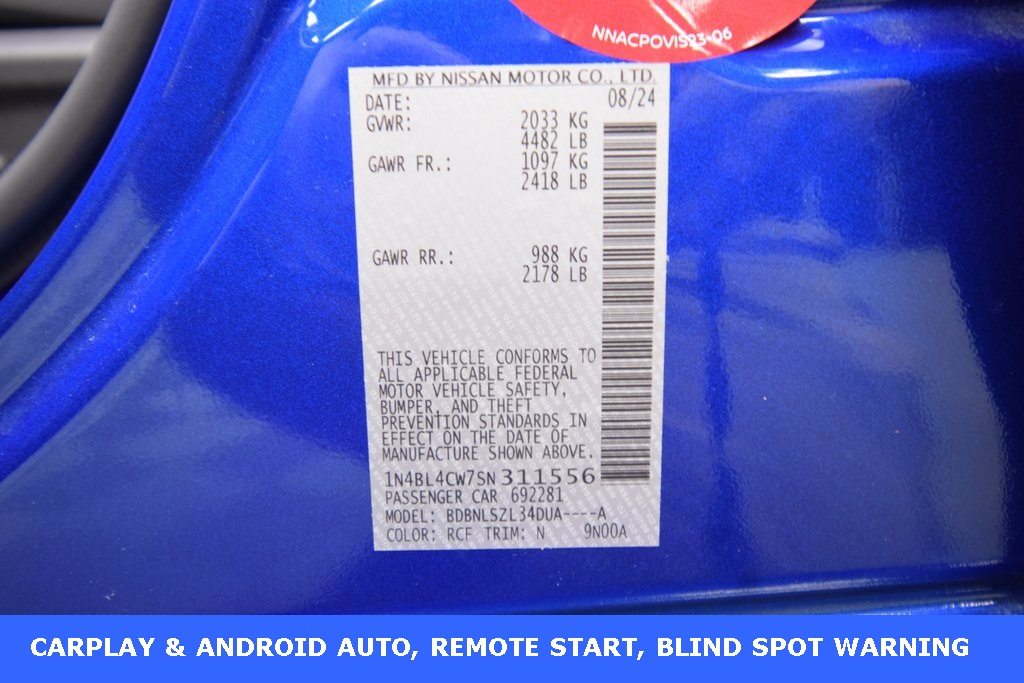 NNACPOVIS23-06
MFD BY NISSAN MOTOR CO., LTD.
DATE: 08/24
GVWR: 2033 KG
4482 LB
GAWR FR.: 1097 KG
2418 LB
GAWR RR.: 988 KG
2178 LB
THIS VEHICLE CONFORMS TO
ALL APPLICABLE FEDERAL
MOTOR VEHICLE SAFETY,
BUMPER, AND THEFT
PREVENTION STANDARDS IN
EFFECT ON THE DATE OF
MANUFACTURE SHOWN ABOVE.
1N4BL4CW7SN311556
PASSENGER CAR 692281
MODEL: BDBNLSZL34DUA----A
COLOR: RCF TRIM: N 9N00A
CARPLAY & ANDROID AUTO, REMOTE START, BLIND SPOT WARNING